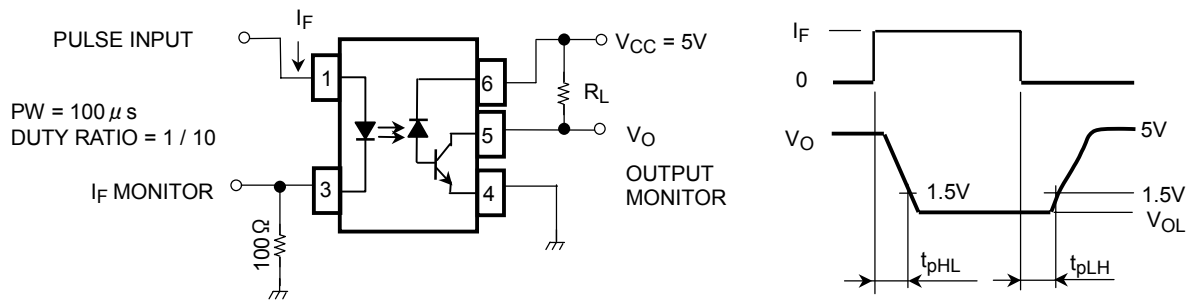 PULSE INPUT
IF
VCC = 5V
1
6
RL
PW = 100 μ s
DUTY RATIO = 1 / 10
5
VO
3
4
OUTPUT
MONITOR
IF MONITOR
100Ω
IF
0
VO
5V
1.5V
1.5V
VOL
tpHL
tpLH